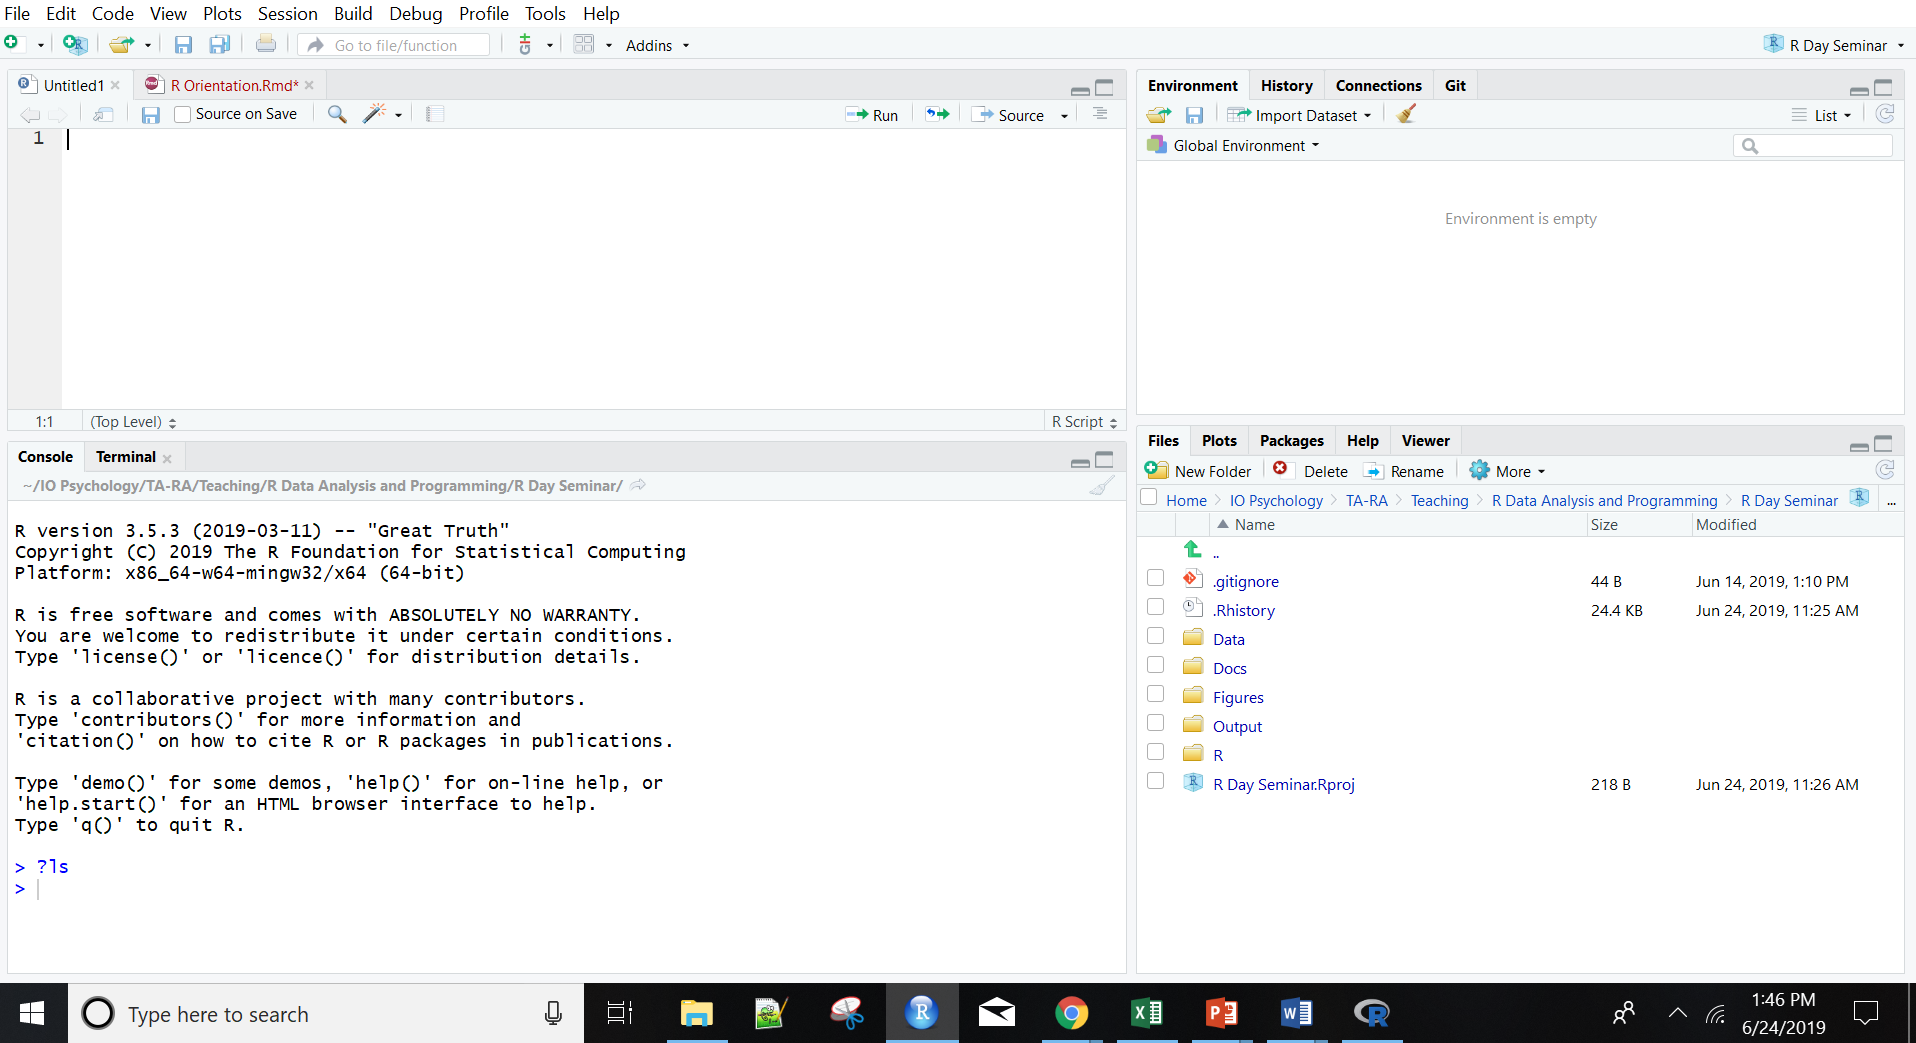 File Edit Code View Plots Session Build Debug Profile Tools Help
Go to file/function Addins R Day Seminar
Untitled1 R Orientation.Rmd*
Source on Save Run Source
1
1:1 (Top Level) R Script
Console Terminal
~/IO Psychology/TA-RA/Teaching/R Data Analysis and Programming/R Day Seminar/
R version 3.5.3 (2019-03-11) -- "Great Truth"
Copyright (C) 2019 The R Foundation for Statistical Computing
Platform: x86_64-w64-mingw32/x64 (64-bit)
R is free software and comes with ABSOLUTELY NO WARRANTY.
You are welcome to redistribute it under certain conditions.
Type 'license()' or 'licence()' for distribution details.
R is a collaborative project with many contributors.
Type 'contributors()' for more information and
'citation()' on how to cite R or R packages in publications.
Type 'demo()' for some demos, 'help()' for on-line help, or
'help.start()' for an HTML browser interface to help.
Type 'q()' to quit R.
> ?ls
>
Environment History Connections Git
Import Dataset List
Global Environment
Environment is empty
Files Plots Packages Help Viewer
New Folder Delete Rename More
Home IO Psychology TA-RA Teaching R Data Analysis and Programming R Day Seminar ...
Name Size Modified
..
.gitignore 44 B Jun 14, 2019, 1:10 PM
.Rhistory 24.4 KB Jun 24, 2019, 11:25 AM
Data
Docs
Figures
Output
R
R Day Seminar.Rproj 218 B Jun 24, 2019, 11:26 AM
Type here to search
1:46 PM
6/24/2019